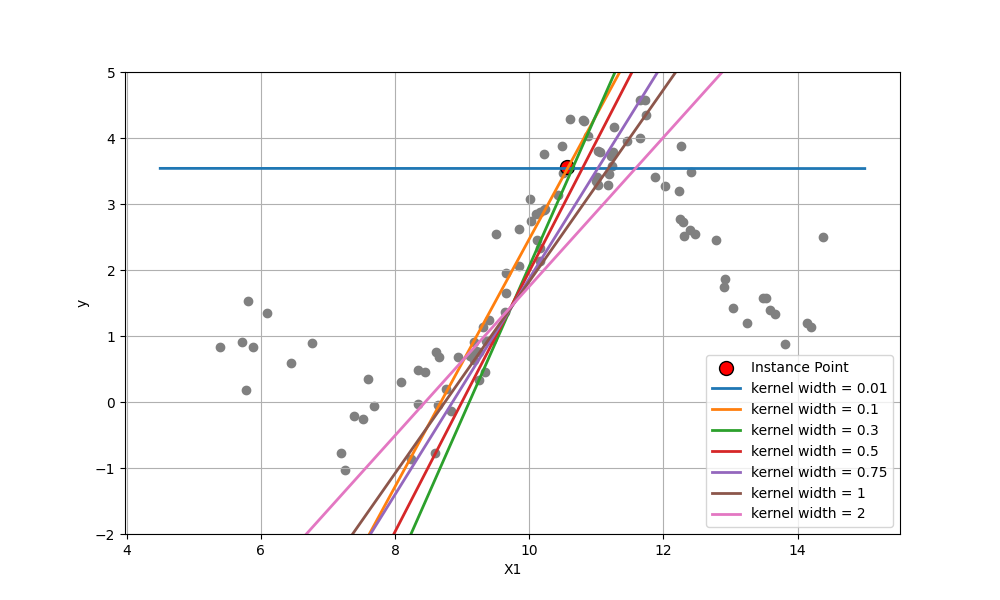 5
4
3
2
1
0
−1
−2
y
4 6 8 10 12 14
X1
Instance Point
kernel width = 0.01
kernel width = 0.1
kernel width = 0.3
kernel width = 0.5
kernel width = 0.75
kernel width = 1
kernel width = 2